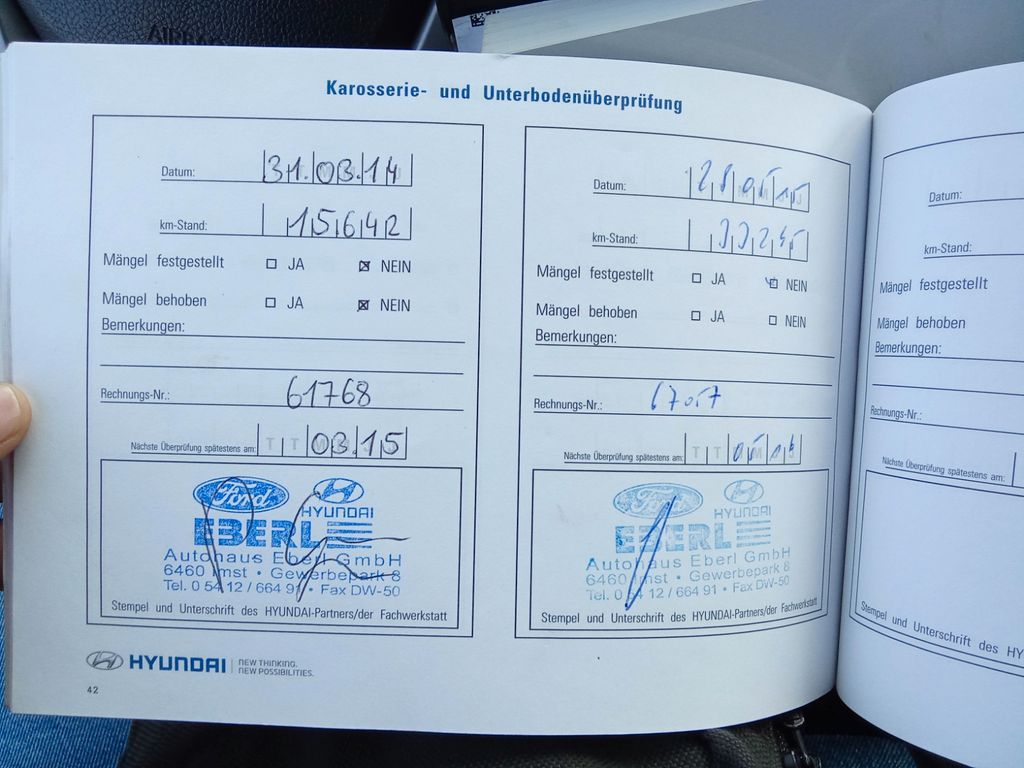 Karosserie- und Unterbodenüberprüfung
Datum: 31.03.14
km-Stand: 15642
Mängel festgestellt ☐ JA ☒ NEIN
Mängel behoben ☐ JA ☒ NEIN
Bemerkungen:
Rechnungs-Nr.: 61768
Nächste Überprüfung spätestens am: T T 03.15
Ford HYUNDAI
EBERL
Autohaus Eberl GmbH
6460 Imst • Gewerbepark 8
Tel. 0 54 12 / 664 91 • Fax DW-50
Stempel und Unterschrift des HYUNDAI-Partners/der Fachwerkstatt
Datum:
km-Stand:
Mängel festgestellt ☐ JA ☒ NEIN
Mängel behoben ☐ JA ☐ NEIN
Bemerkungen:
Rechnungs-Nr.:
Nächste Überprüfung spätestens am: T T
Ford HYUNDAI
EBERL
Autohaus Eberl GmbH
6460 Imst • Gewerbepark 8
Tel. 0 54 12 / 664 91 • Fax DW-50
Stempel und Unterschrift des HYUNDAI-Partners/der Fachwerkstatt
HYUNDAI NEW THINKING.
NEW POSSIBILITIES.
42
Datum:
km-Stand:
Mängel festgestellt
Mängel behoben
Bemerkungen:
Rechnungs-Nr.:
Nächste Überprüfung spätestens am:
Stempel und Unterschrift des HY